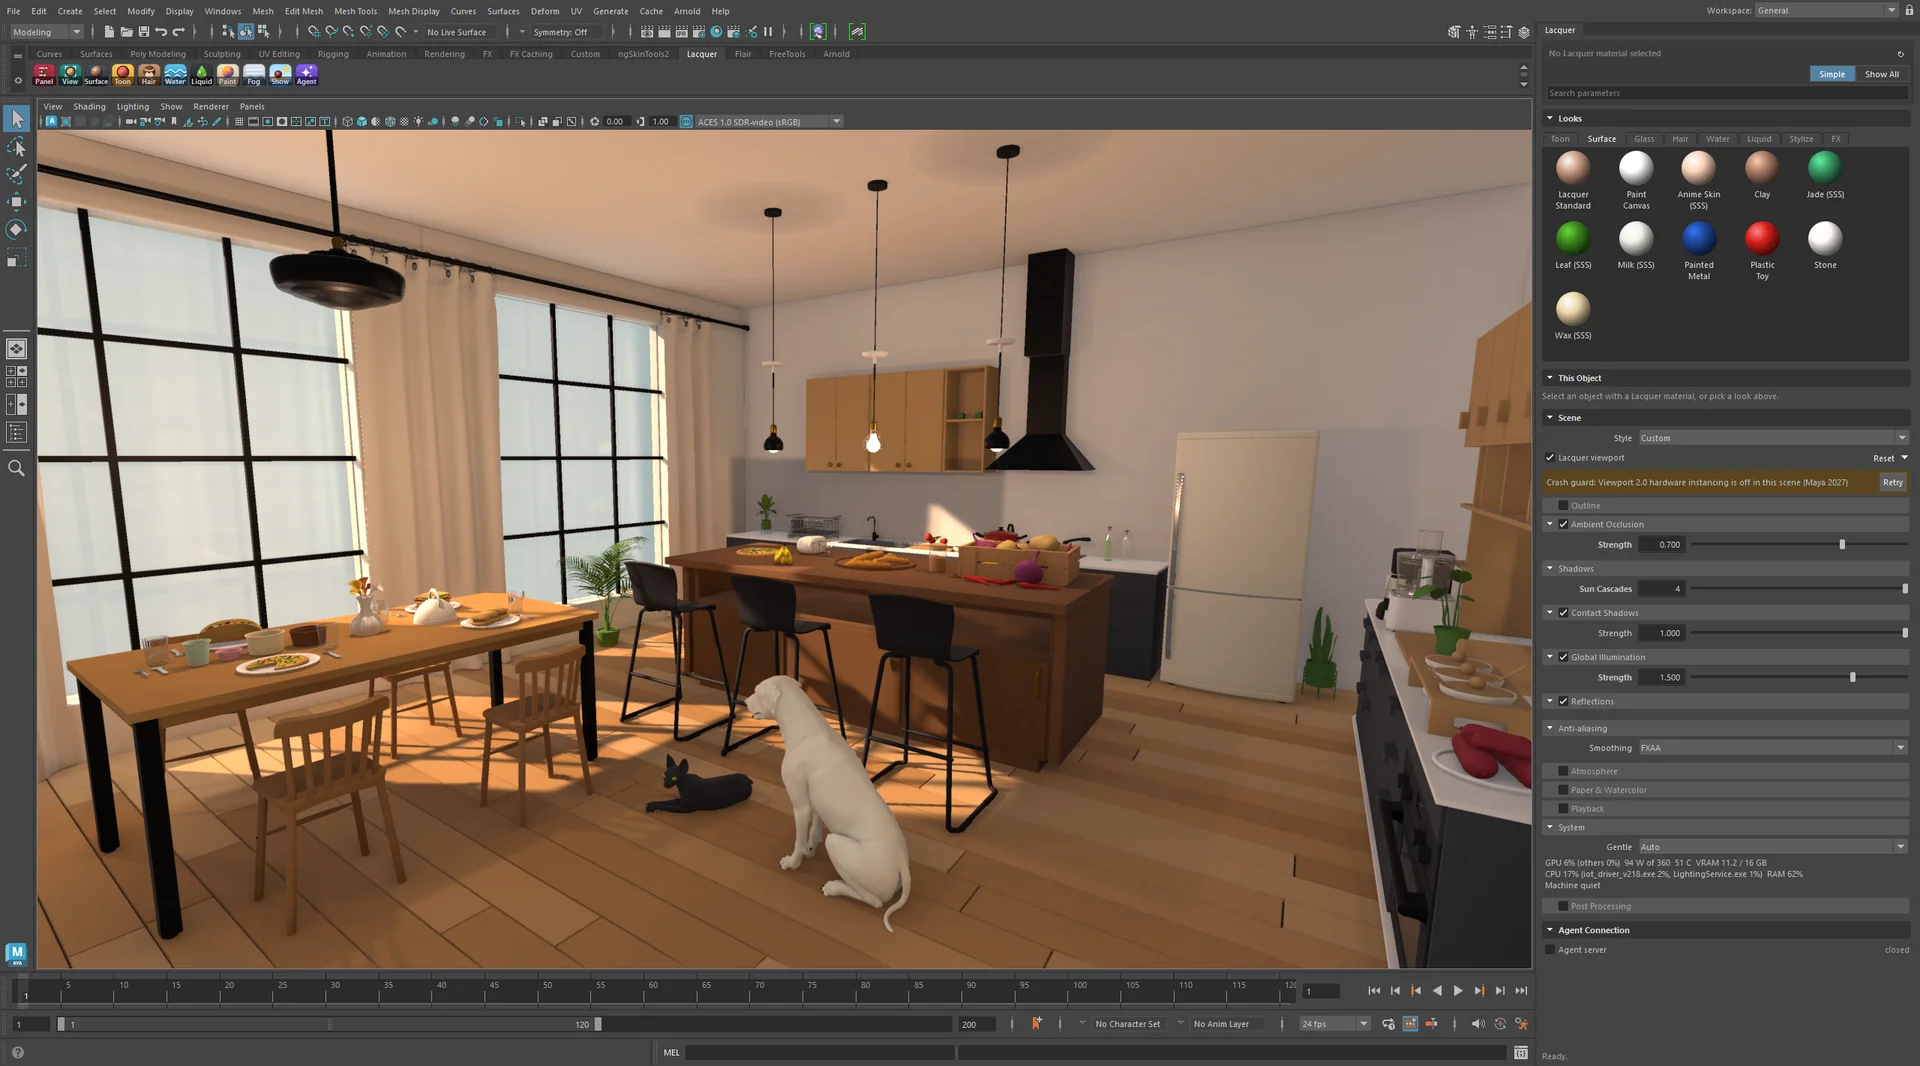 File Edit Create Select Modify Display Windows Mesh Edit Mesh Mesh Tools Mesh Display Curves Surfaces Deform UV Generate Cache Arnold Help
Workspace: General
Modeling
No Live Surface
Symmetry: Off
Curves Surfaces Poly Modeling Sculpting UV Editing Rigging Animation Rendering FX FX Caching Custom ngSkinTools2 Lacquer Flair FreeTools Arnold
Panel View Surface Toon Hair Water Liquid Paint Fog Show Agent
View Shading Lighting Show Renderer Panels
0.00 1.00 ACES 1.0 SDR-video (sRGB)
Lacquer
No Lacquer material selected
Simple Show All
Search parameters
Looks
Toon Surface Glass Hair Water Liquid Stylize FX
Lacquer Standard
Paint Canvas
Anime Skin (SSS)
Clay
Jade (SSS)
Leaf (SSS)
Milk (SSS)
Painted Metal
Plastic Toy
Stone
Wax (SSS)
This Object
Select an object with a Lacquer material, or pick a look above.
Scene
Style Custom
Lacquer viewport Reset
Crash guard: Viewport 2.0 hardware instancing is off in this scene (Maya 2027) Retry
Outline
Ambient Occlusion
Strength 0.700
Shadows
Sun Cascades 4
Contact Shadows
Strength 1.000
Global Illumination
Strength 1.500
Reflections
Anti-aliasing
Smoothing FXAA
Atmosphere
Paper & Watercolor
Playback
System
Gentle Auto
GPU 6% (others 0%) 94 W of 360 51 C VRAM 11.2 / 16 GB
CPU 17% (iot_driver_v218.exe 2%, LightingService.exe 1%) RAM 62%
Machine quiet
Post Processing
Agent Connection
Agent server closed
Ready.
M
AYA
1 5 10 15 20 25 30 35 40 45 50 55 60 65 70 75 80 85 90 95 100 105 110 115 120
1
1 1 120 200
No Character Set
No Anim Layer
24 fps
MEL